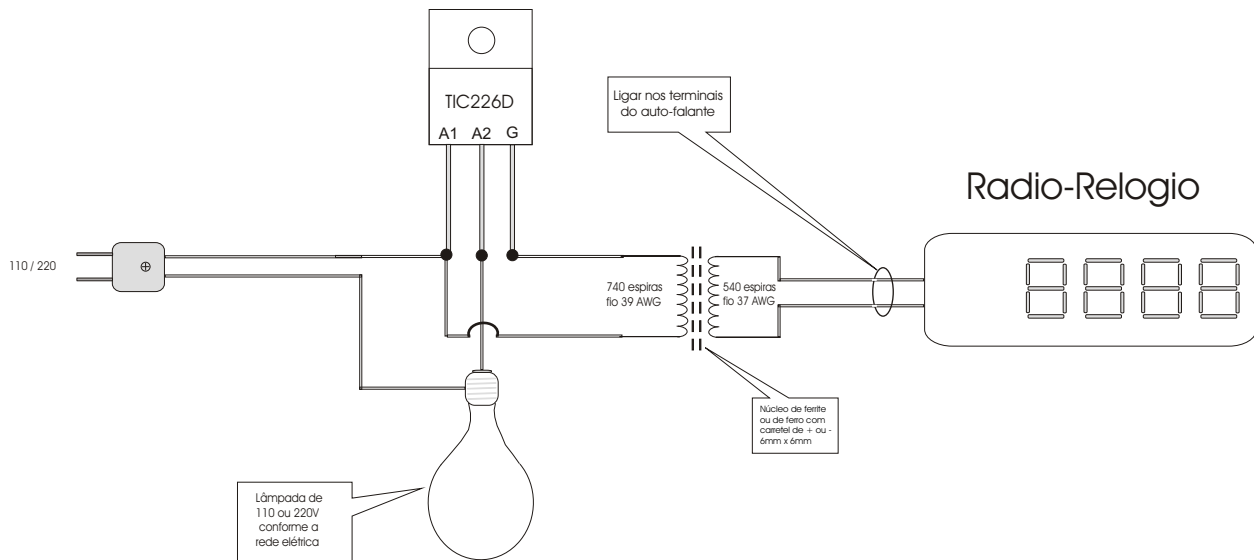 TIC226D
A1 A2 G
Ligar nos terminais
do auto-falante
Radio-Relogio
110 / 220
740 espiras
fio 39 AWG
540 espiras
fio 37 AWG
Núcleo de ferrite
ou de ferro com
carretel de + ou -
6mm x 6mm
Lâmpada de
110 ou 220V
conforme a
rede elétrica